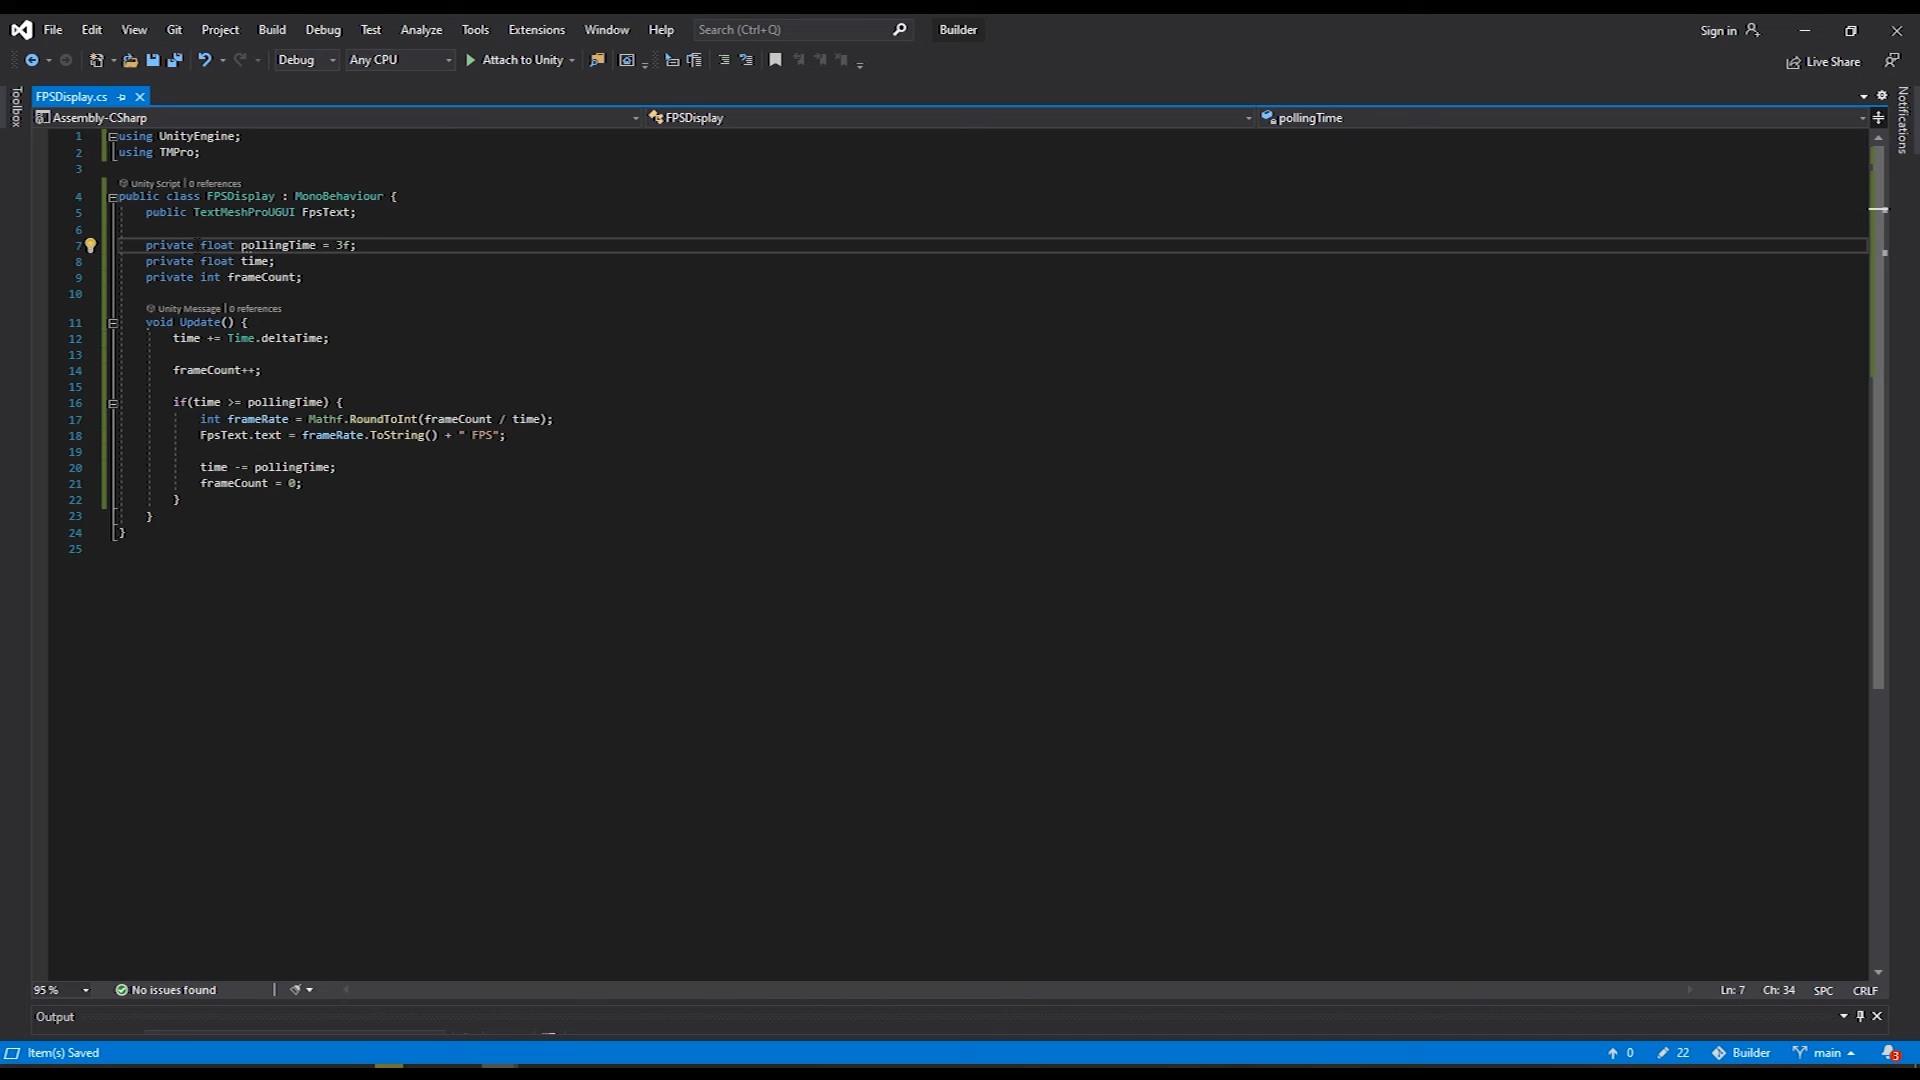 File Edit View Git Project Build Debug Test Analyze Tools Extensions Window Help Search (Ctrl+Q) Builder Sign in
Debug Any CPU Attach to Unity Live Share
Toolbox
FPSDisplay.cs
Notifications
Assembly-CSharp FPSDisplay pollingTime
1 using UnityEngine;
2 using TMPro;
3
Unity Script | 0 references
4 public class FPSDisplay : MonoBehaviour {
5 public TextMeshProUGUI FpsText;
6
7 private float pollingTime = 3f;
8 private float time;
9 private int frameCount;
10
Unity Message | 0 references
11 void Update() {
12 time += Time.deltaTime;
13
14 frameCount++;
15
16 if(time >= pollingTime) {
17 int frameRate = Mathf.RoundToInt(frameCount / time);
18 FpsText.text = frameRate.ToString() + " FPS";
19
20 time -= pollingTime;
21 frameCount = 0;
22 }
23 }
24 }
25
95 % No issues found Ln: 7 Ch: 34 SPC CRLF
Output
Item(s) Saved 0 22 Builder main 3